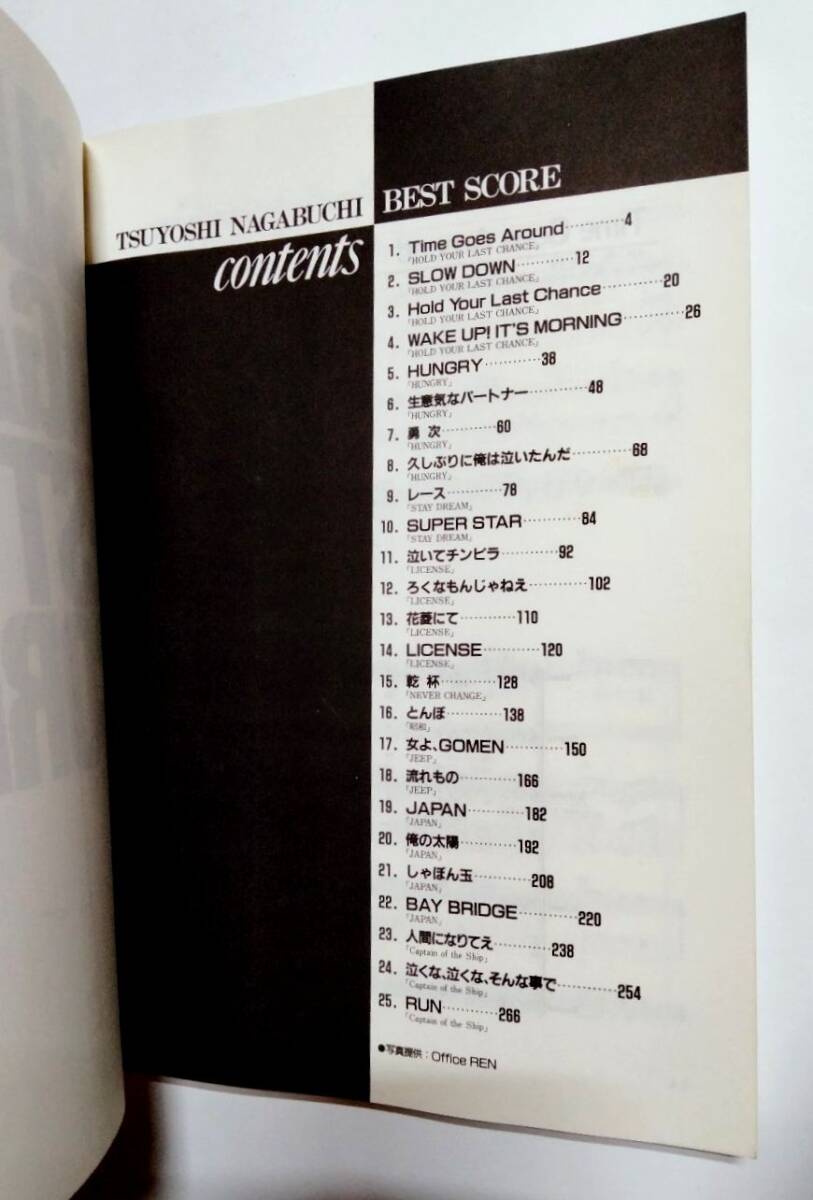 TSUYOSHI NAGABUCHI
contents
BEST SCORE
1. Time Goes Around…………4
「HOLD YOUR LAST CHANCE」
2. SLOW DOWN…………12
「HOLD YOUR LAST CHANCE」
3. Hold Your Last Chance…………20
「HOLD YOUR LAST CHANCE」
4. WAKE UP! IT'S MORNING…………26
「HOLD YOUR LAST CHANCE」
5. HUNGRY…………38
「HUNGRY」
6. 生意気なパートナー…………48
「HUNGRY」
7. 勇次…………60
「HUNGRY」
8. 久しぶりに俺は泣いたんだ…………68
「HUNGRY」
9. レース…………78
「STAY DREAM」
10. SUPER STAR…………84
「STAY DREAM」
11. 泣いてチンピラ…………92
「LICENSE」
12. ろくなもんじゃねえ…………102
「LICENSE」
13. 花菱にて…………110
「LICENSE」
14. LICENSE…………120
「LICENSE」
15. 乾杯…………128
「NEVER CHANGE」
16. とんぼ…………138
「昭和」
17. 女よ、GOMEN…………150
「JEEP」
18. 流れもの…………166
「JEEP」
19. JAPAN…………182
「JAPAN」
20. 俺の太陽…………192
「JAPAN」
21. しゃぼん玉…………208
「JAPAN」
22. BAY BRIDGE…………220
「JAPAN」
23. 人間になりてえ…………238
「Captain of the Ship」
24. 泣くな、泣くな、そんな事で…………254
「Captain of the Ship」
25. RUN…………266
「Captain of the Ship」
●写真提供：Office REN